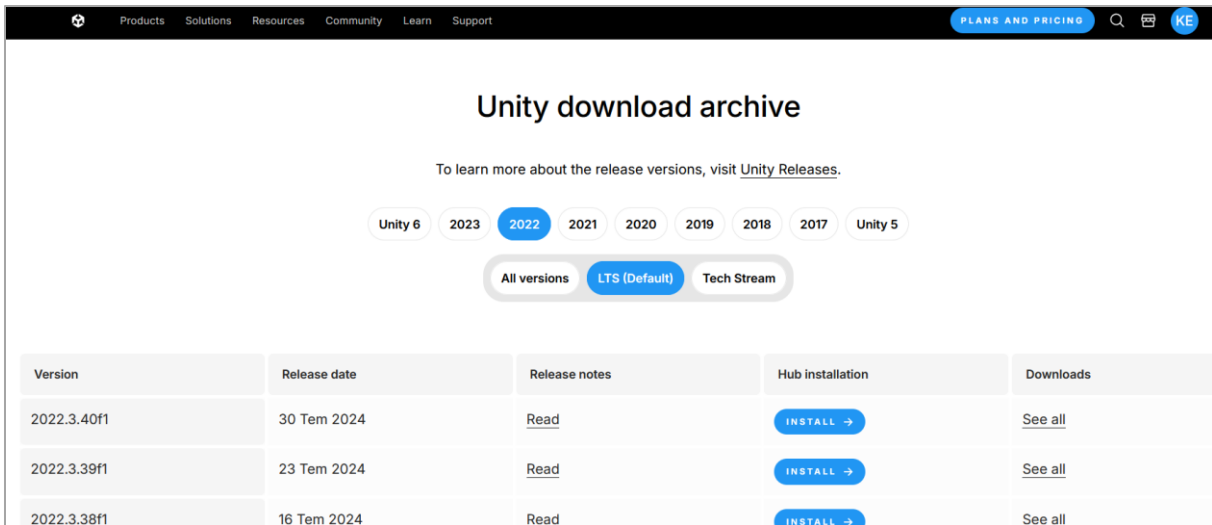 Products Solutions Resources Community Learn Support PLANS AND PRICING KE
Unity download archive
To learn more about the release versions, visit Unity Releases.
Unity 6 2023 2022 2021 2020 2019 2018 2017 Unity 5
All versions LTS (Default) Tech Stream
Version Release date Release notes Hub installation Downloads
2022.3.40f1 30 Tem 2024 Read INSTALL → See all
2022.3.39f1 23 Tem 2024 Read INSTALL → See all
2022.3.38f1 16 Tem 2024 Read INSTALL → See all